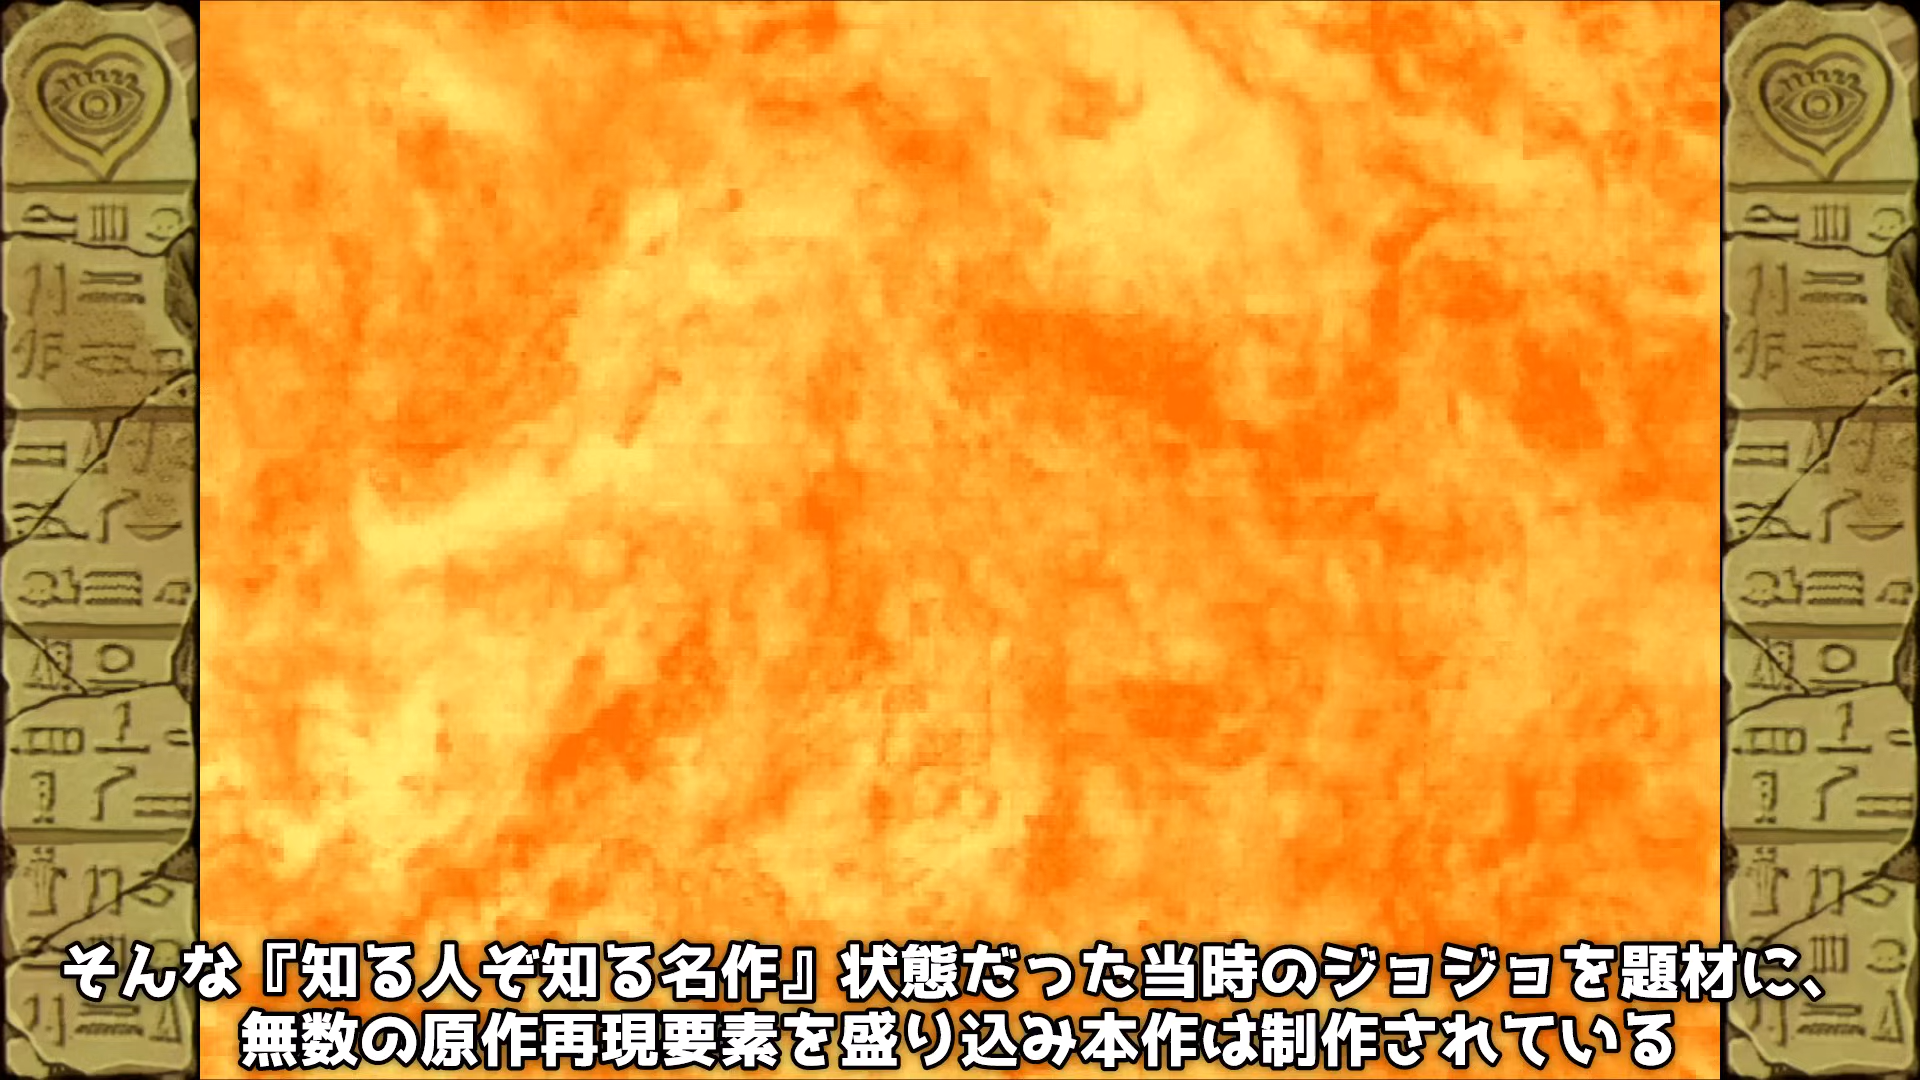 そんな『知る人ぞ知る名作』状態だった当時のジョジョを題材に、
無数の原作再現要素を盛り込み本作は制作されている